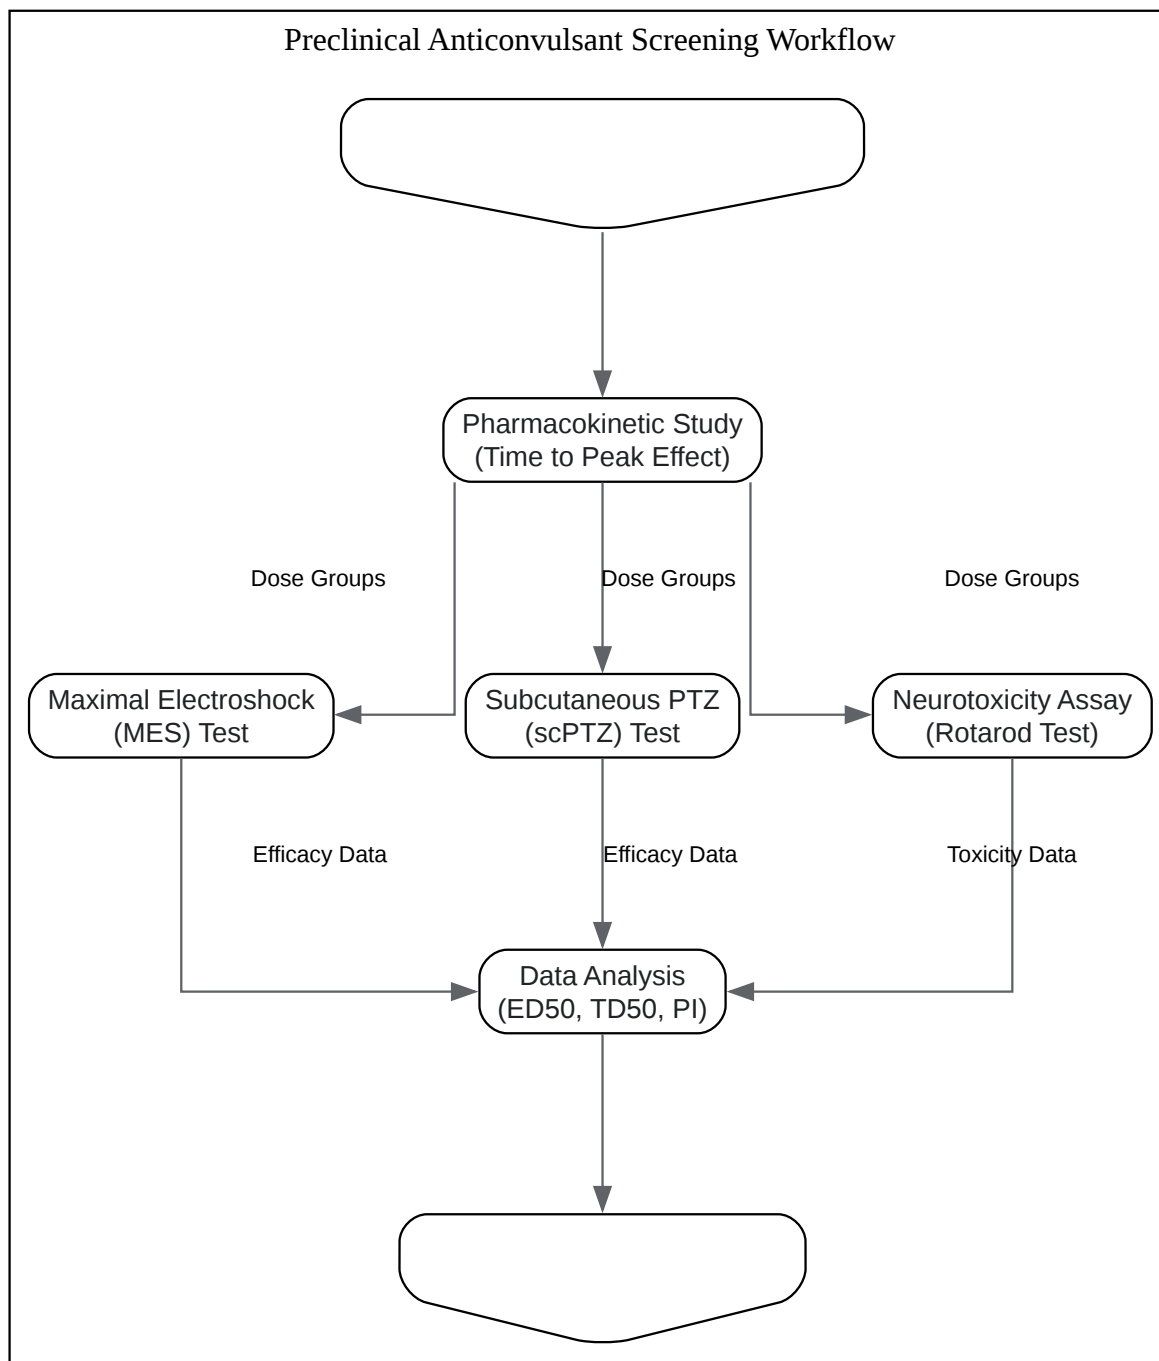 Preclinical Anticonvulsant Screening Workflow
Pharmacokinetic Study
(Time to Peak Effect)
Dose Groups
Dose Groups
Dose Groups
Maximal Electroshock
(MES) Test
Subcutaneous PTZ
(scPTZ) Test
Neurotoxicity Assay
(Rotarod Test)
Efficacy Data
Efficacy Data
Toxicity Data
Data Analysis
(ED50, TD50, PI)